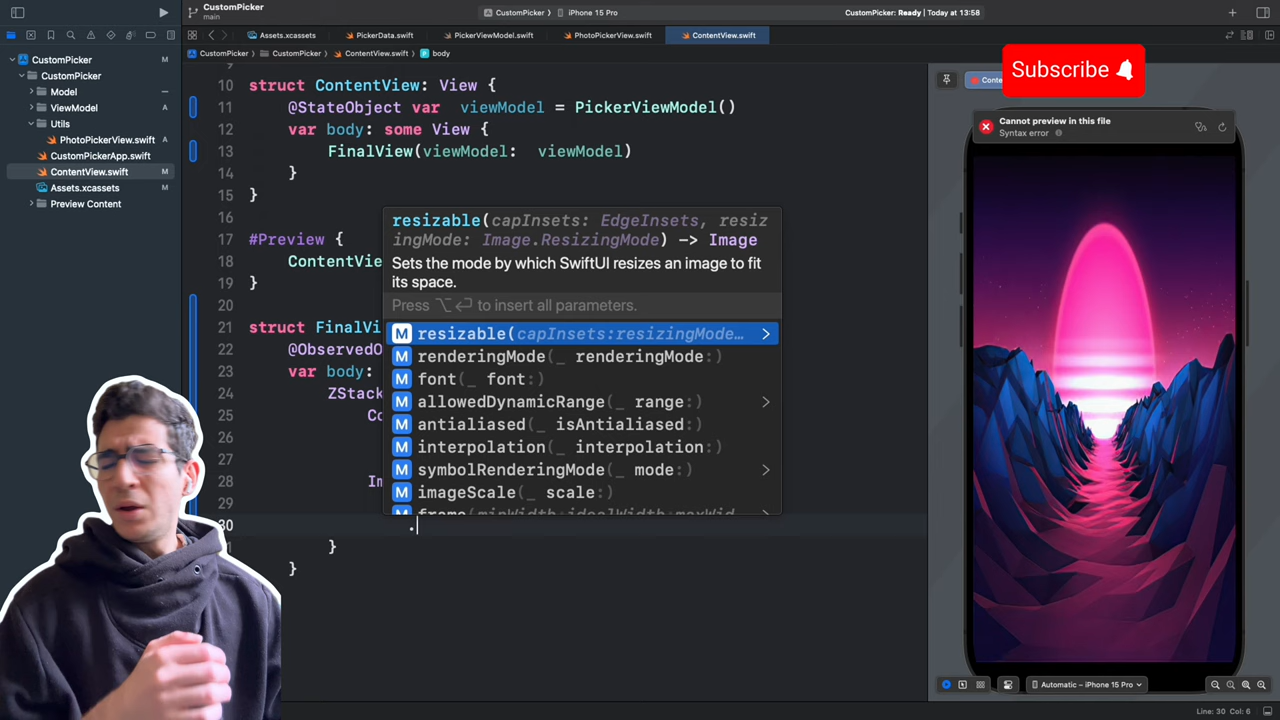 CustomPicker
main
CustomPicker
iPhone 15 Pro
CustomPicker: Ready | Today at 13:58
Assets.xcassets
PickerData.swift
PickerViewModel.swift
PhotoPickerView.swift
ContentView.swift
CustomPicker
CustomPicker
ContentView.swift
body
CustomPicker M
CustomPicker
Model
ViewModel A
Utils
PhotoPickerView.swift A
CustomPickerApp.swift
ContentView.swift M
Assets.xcassets M
Preview Content
10 struct ContentView: View {
11 @StateObject var viewModel = PickerViewModel()
12 var body: some View {
13 FinalView(viewModel: viewModel)
14 }
15 }
16
17 #Preview {
18 ContentVie
19 }
20
21 struct FinalVi
22 @ObservedO
23 var body:
24 ZStack
25 Co
26
27
28 Im
29
30 .
}
}
resizable(capInsets: EdgeInsets, resiz
ingMode: Image.ResizingMode) -> Image
Sets the mode by which SwiftUI resizes an image to fit
its space.
Press ⌥↩ to insert all parameters.
M resizable(capInsets:resizingMode…
M renderingMode(_ renderingMode:)
M font(_ font:)
M allowedDynamicRange(_ range:)
M antialiased(_ isAntialiased:)
M interpolation(_ interpolation:)
M symbolRenderingMode(_ mode:)
M imageScale(_ scale:)
Subscribe
Conte
Cannot preview in this file
Syntax error
Automatic – iPhone 15 Pro
Line: 30 Col: 6